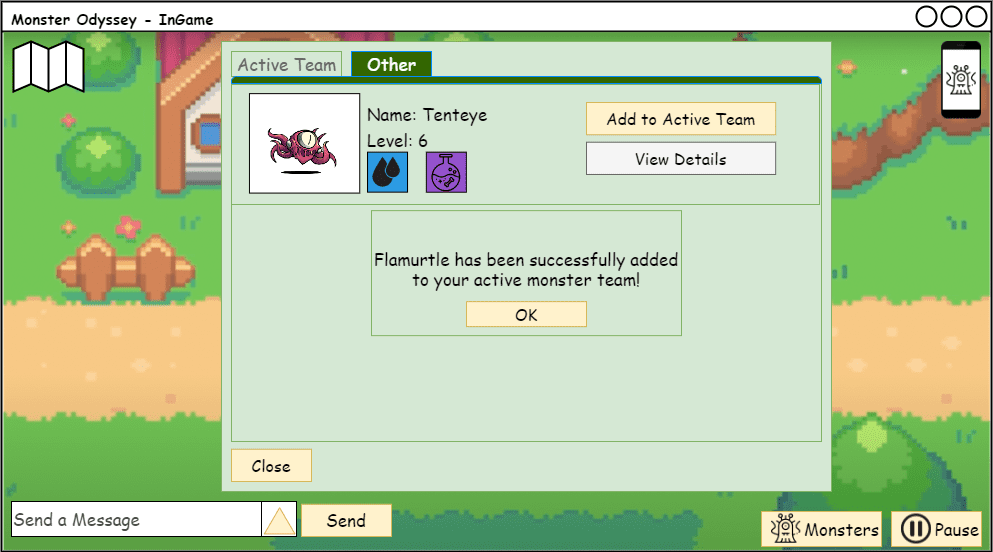 Monster Odyssey - InGame
Active Team
Other
Name: Tenteye
Level: 6
Add to Active Team
View Details
Flamurtle has been successfully added
to your active monster team!
OK
Close
Send a Message
Send
Monsters
Pause